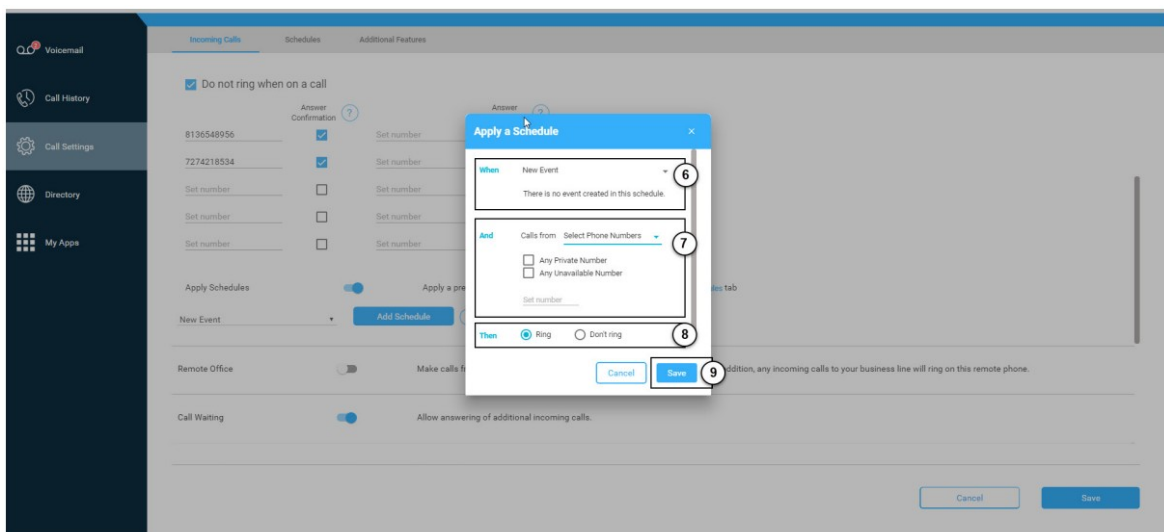 Voicemail
Call History
Call Settings
Directory
My Apps
Incoming Calls Schedules Additional Features
Do not ring when on a call
Answer Confirmation ? Answer ?
8136548956 Set number
7274218534 Set number
Set number Set number
Set number Set number
Set number Set number
Apply Schedules Apply a pre tab
New Event Add Schedule
Remote Office Make calls ddition, any incoming calls to your business line will ring on this remote phone.
Call Waiting Allow answering of additional incoming calls.
Cancel Save
Apply a Schedule ×
When New Event 6
There is no event created in this schedule.
And Calls from Select Phone Numbers 7
Any Private Number
Any Unavailable Number
Set number
Then Ring Don't ring 8
Cancel Save 9